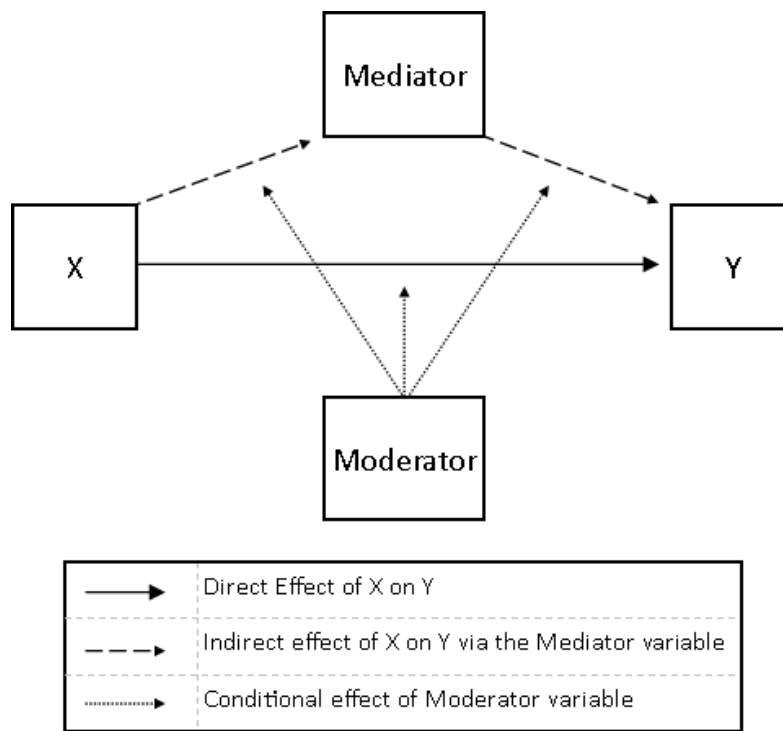 Mediator
X
Y
Moderator
Direct Effect of X on Y
Indirect effect of X on Y via the Mediator variable
Conditional effect of Moderator variable